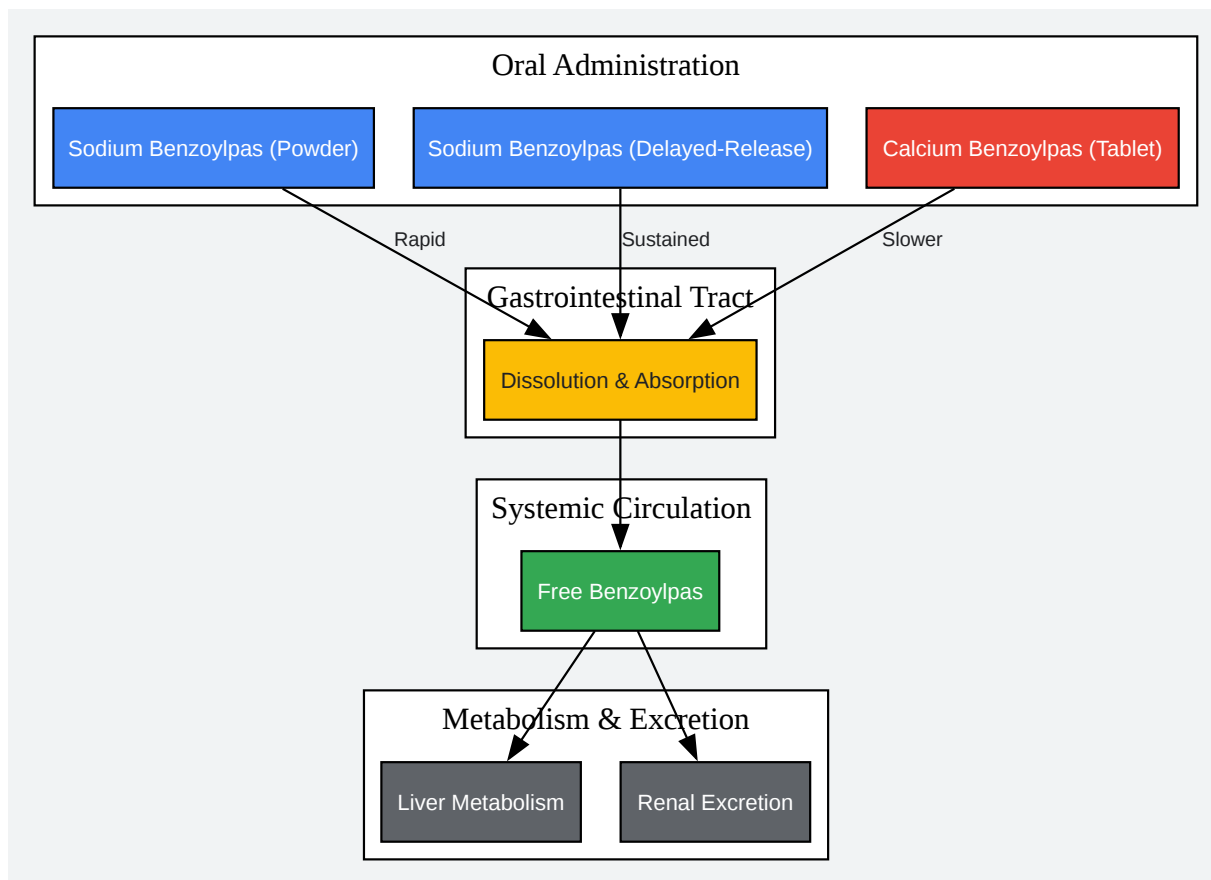 Oral Administration
Sodium Benzoylpas (Powder)
Sodium Benzoylpas (Delayed-Release)
Calcium Benzoylpas (Tablet)
Rapid
Sustained
Slower
Gastrointestinal Tract
Dissolution & Absorption
Systemic Circulation
Free Benzoylpas
Metabolism & Excretion
Liver Metabolism
Renal Excretion